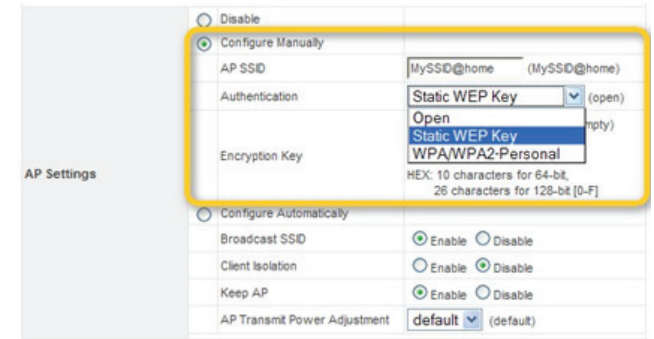 Disable
Configure Manually
AP SSID MySSID@home (MySSID@home)
Authentication Static WEP Key (open)
Open
Static WEP Key
WPA/WPA2-Personal
Encryption Key
HEX: 10 characters for 64-bit,
26 characters for 128-bit [0-F]
AP Settings
Configure Automatically
Broadcast SSID Enable Disable
Client Isolation Enable Disable
Keep AP Enable Disable
AP Transmit Power Adjustment default (default)